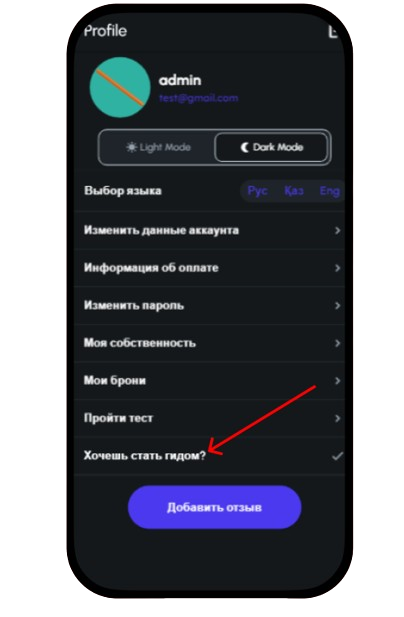 Profile
admin
test@gmail.com
Light Mode
Dark Mode
Выбор языка
Рус Қаз Eng
Изменить данные аккаунта
Информация об оплате
Изменить пароль
Моя собственность
Мои брони
Пройти тест
Хочешь стать гидом?
Добавить отзыв